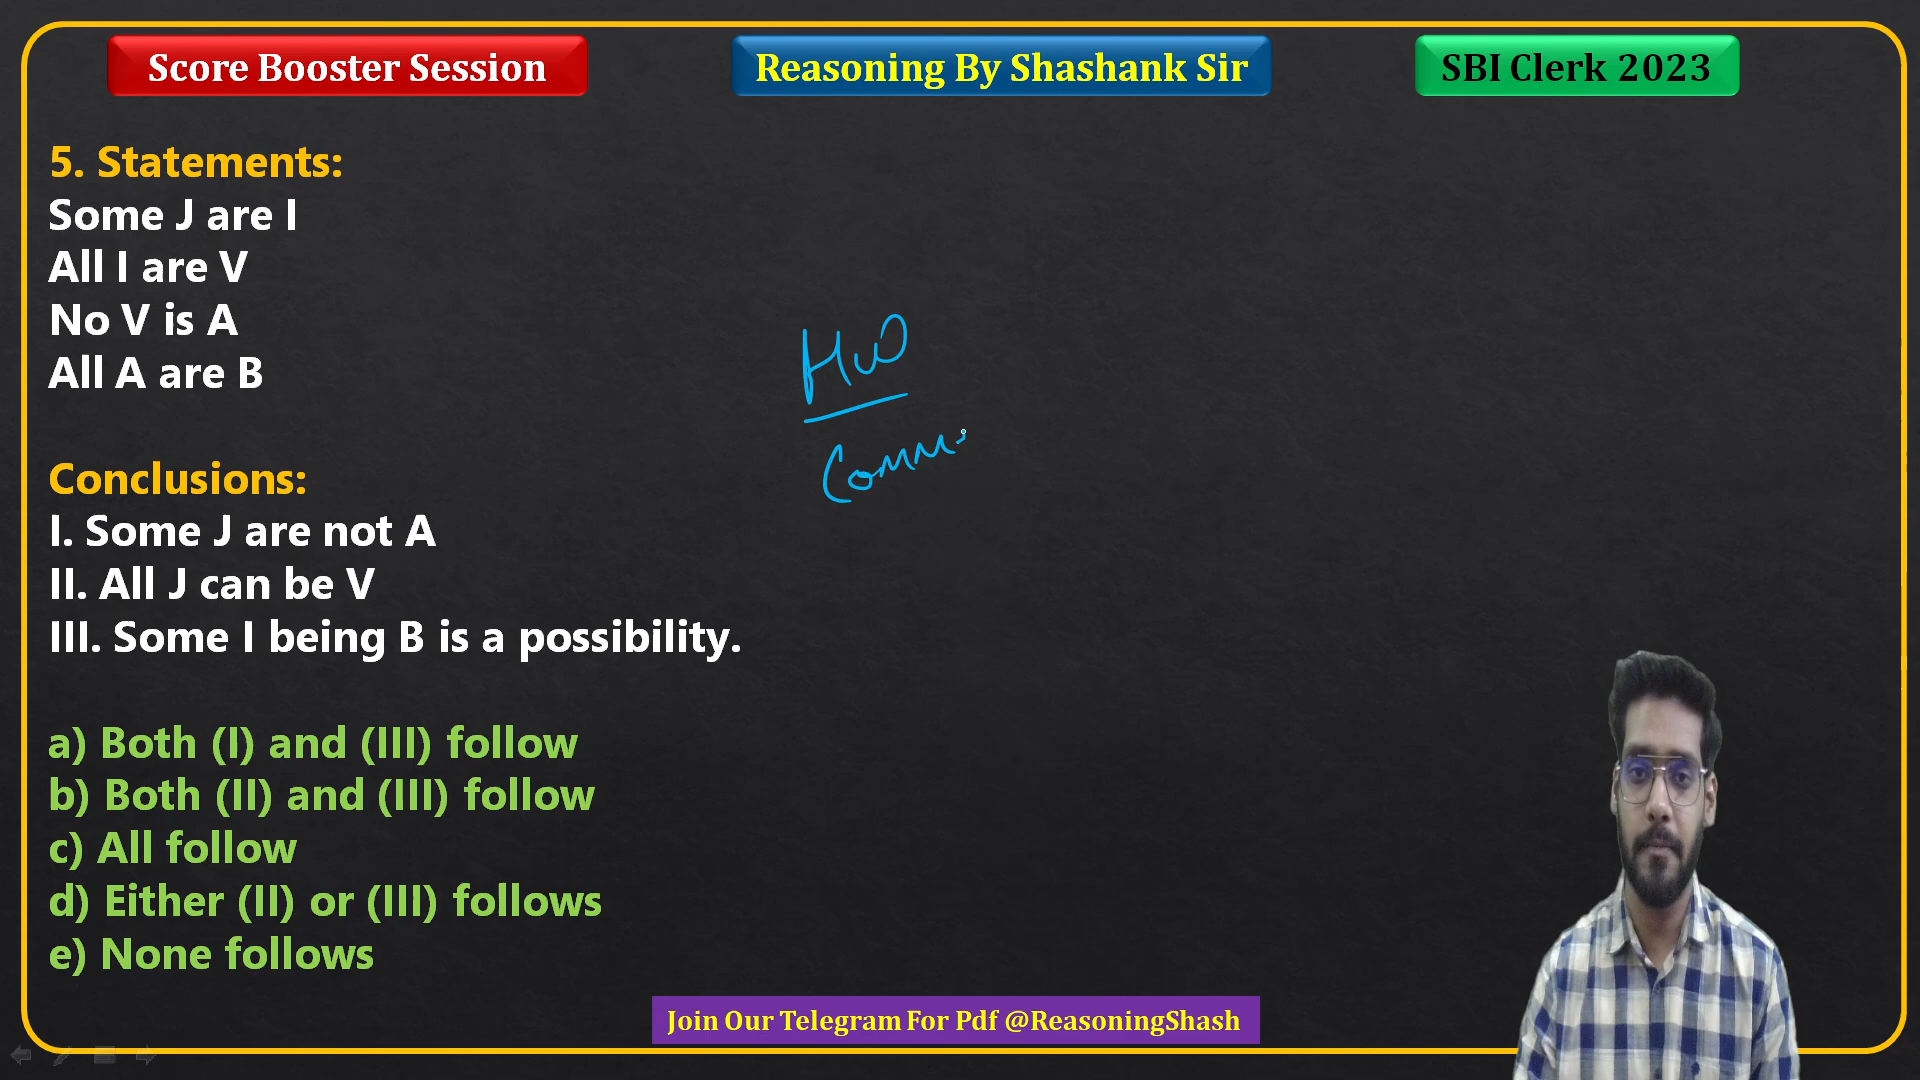 Score Booster Session
Reasoning By Shashank Sir
SBI Clerk 2023
5. Statements:
Some J are I
All I are V
No V is A
All A are B
HW
Comm
Conclusions:
I. Some J are not A
II. All J can be V
III. Some I being B is a possibility.
a) Both (I) and (III) follow
b) Both (II) and (III) follow
c) All follow
d) Either (II) or (III) follows
e) None follows
Join Our Telegram For Pdf @ReasoningShash